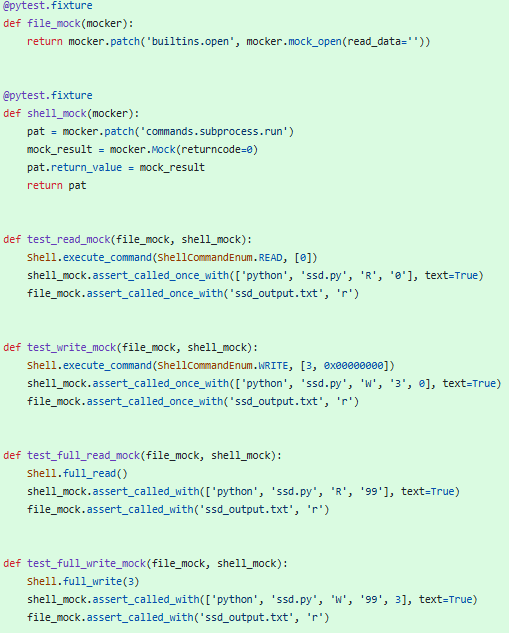 @pytest.fixture
def file_mock(mocker):
    return mocker.patch('builtins.open', mocker.mock_open(read_data=''))
@pytest.fixture
def shell_mock(mocker):
    pat = mocker.patch('commands.subprocess.run')
    mock_result = mocker.Mock(returncode=0)
    pat.return_value = mock_result
    return pat
def test_read_mock(file_mock, shell_mock):
    Shell.execute_command(ShellCommandEnum.READ, [0])
    shell_mock.assert_called_once_with(['python', 'ssd.py', 'R', '0'], text=True)
    file_mock.assert_called_once_with('ssd_output.txt', 'r')
def test_write_mock(file_mock, shell_mock):
    Shell.execute_command(ShellCommandEnum.WRITE, [3, 0x00000000])
    shell_mock.assert_called_once_with(['python', 'ssd.py', 'W', '3', 0], text=True)
    file_mock.assert_called_once_with('ssd_output.txt', 'r')
def test_full_read_mock(file_mock, shell_mock):
    Shell.full_read()
    shell_mock.assert_called_with(['python', 'ssd.py', 'R', '99'], text=True)
    file_mock.assert_called_with('ssd_output.txt', 'r')
def test_full_write_mock(file_mock, shell_mock):
    Shell.full_write(3)
    shell_mock.assert_called_with(['python', 'ssd.py', 'W', '99', 3], text=True)
    file_mock.assert_called_with('ssd_output.txt', 'r')